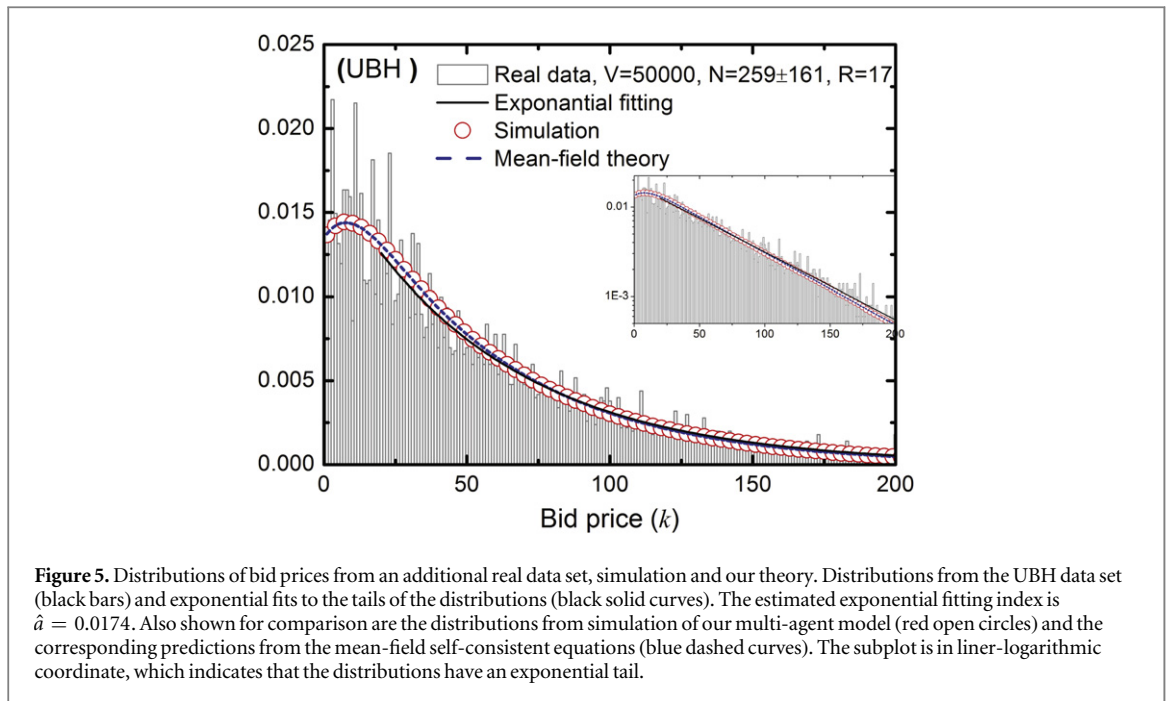 0.025
(UBH)
Real data, V=50000, N=259±161, R=17
Exponantial fitting
Simulation
Mean-field theory
0.020
0.015
0.010
0.005
0.000
0.01
1E-3
0 50 100 150 200
0 50 100 150 200
Bid price (k)
Figure 5. Distributions of bid prices from an additional real data set, simulation and our theory. Distributions from the UBH data set
(black bars) and exponential fits to the tails of the distributions (black solid curves). The estimated exponential fitting index is
â = 0.0174. Also shown for comparison are the distributions from simulation of our multi-agent model (red open circles) and the
corresponding predictions from the mean-field self-consistent equations (blue dashed curves). The subplot is in liner-logarithmic
coordinate, which indicates that the distributions have an exponential tail.